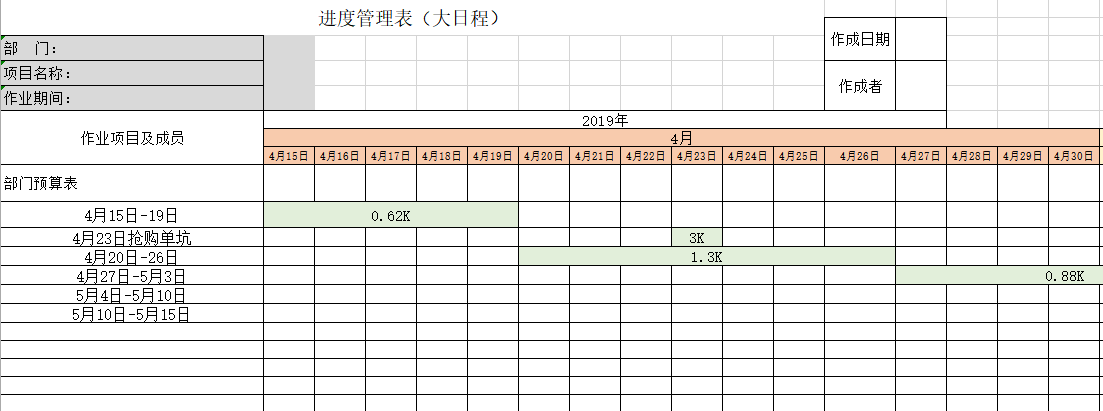 进度管理表（大日程）
作成日期
部　门：
项目名称：
作成者
作业期间：
2019年
作业项目及成员
4月
4月15日 4月16日 4月17日 4月18日 4月19日 4月20日 4月21日 4月22日 4月23日 4月24日 4月25日 4月26日 4月27日 4月28日 4月29日 4月30日
部门预算表
4月15日-19日 0.62K
4月23日抢购单坑 3K
4月20日-26日 1.3K
4月27日-5月3日 0.88K
5月4日-5月10日
5月10日-5月15日